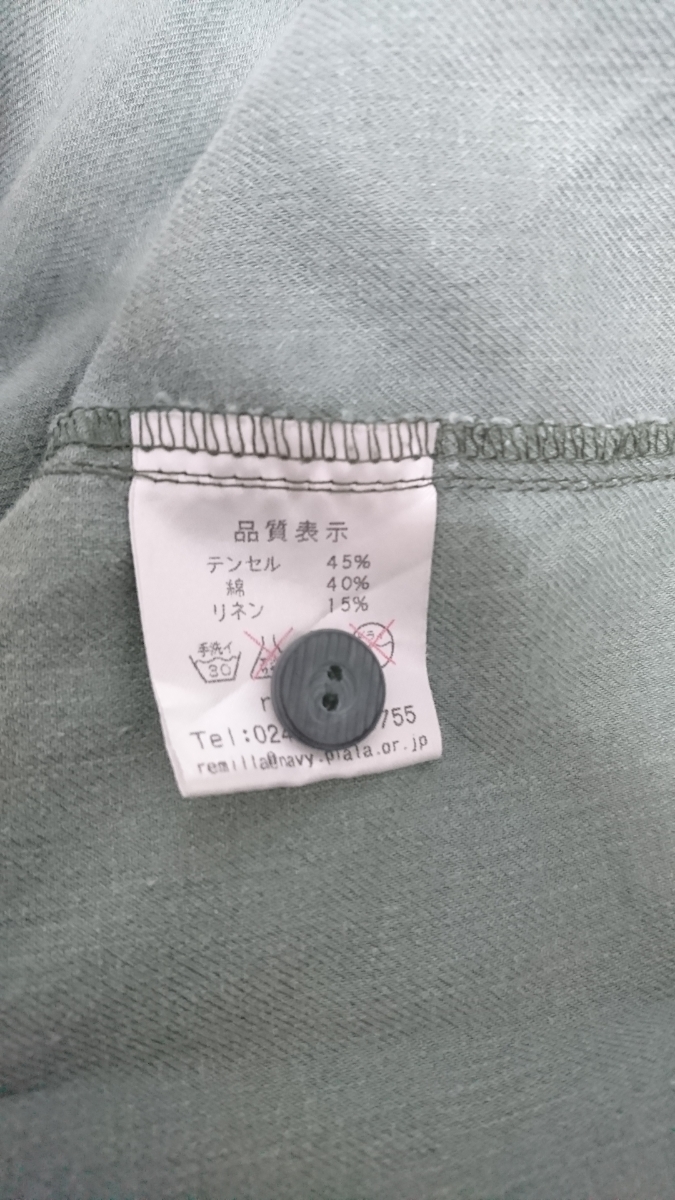 品質表示
テンセル 45%
綿 40%
リネン 15%
手洗イ
30
Tel:024 755
remilla@navy.plala.or.jp